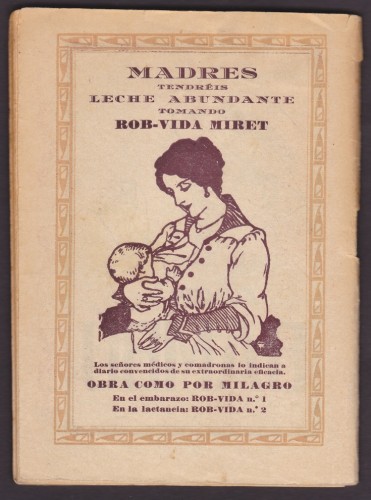 MADRES
TENDRÉIS
LECHE ABUNDANTE
TOMANDO
ROB-VIDA MIRET
Los señores médicos y comadronas lo indican a
diario convencidos de su extraordinaria eficacia.
OBRA COMO POR MILAGRO
En el embarazo: ROB-VIDA n.º 1
En la lactancia: ROB-VIDA n.º 2